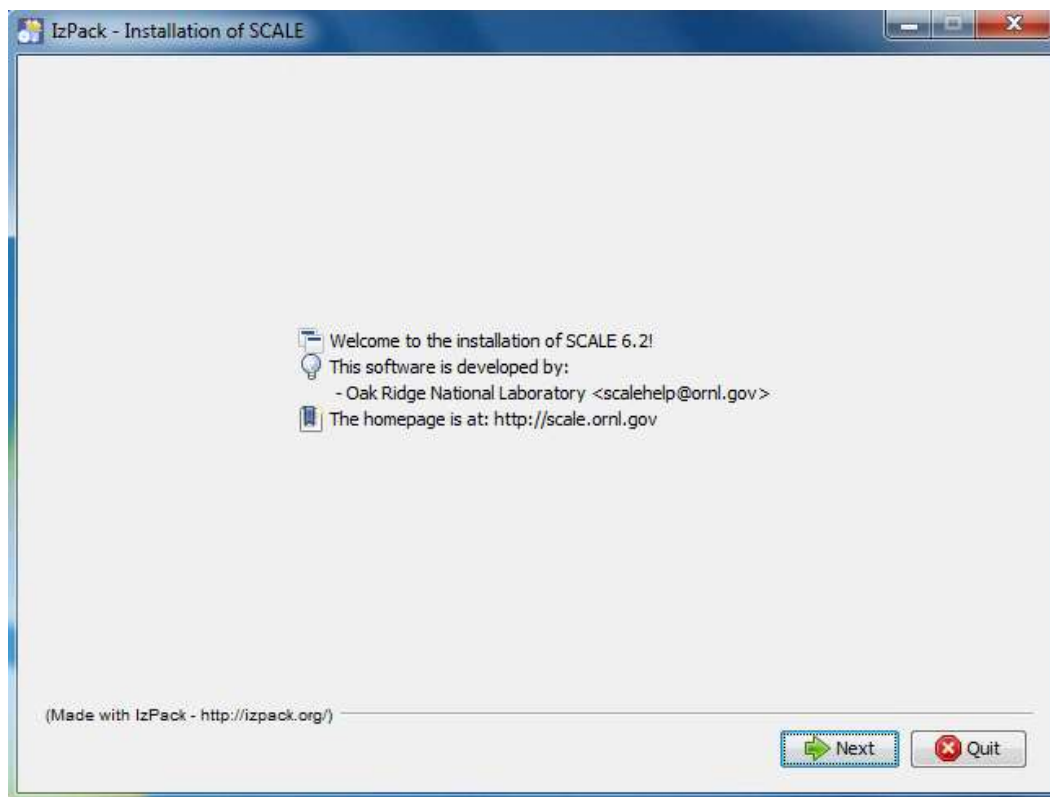 IzPack - Installation of SCALE
Welcome to the installation of SCALE 6.2!
This software is developed by:
- Oak Ridge National Laboratory <scalehelp@ornl.gov>
The homepage is at: http://scale.ornl.gov
(Made with IzPack - http://izpack.org/)
Next
Quit